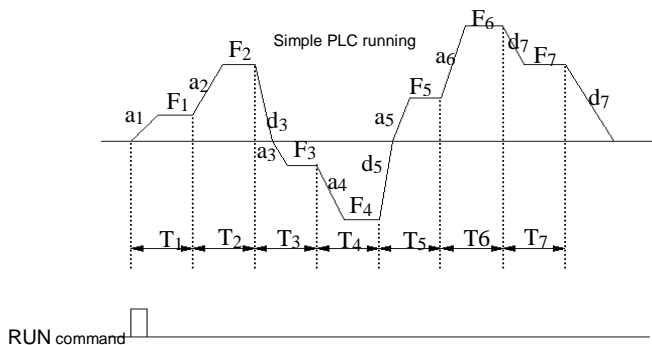 Simple PLC running
a1 F1 a2 F2 d3 a3 F3 a4 F4 d5 a5 F5 a6 F6 d7 F7 d7
T1 T2 T3 T4 T5 T6 T7
RUN command